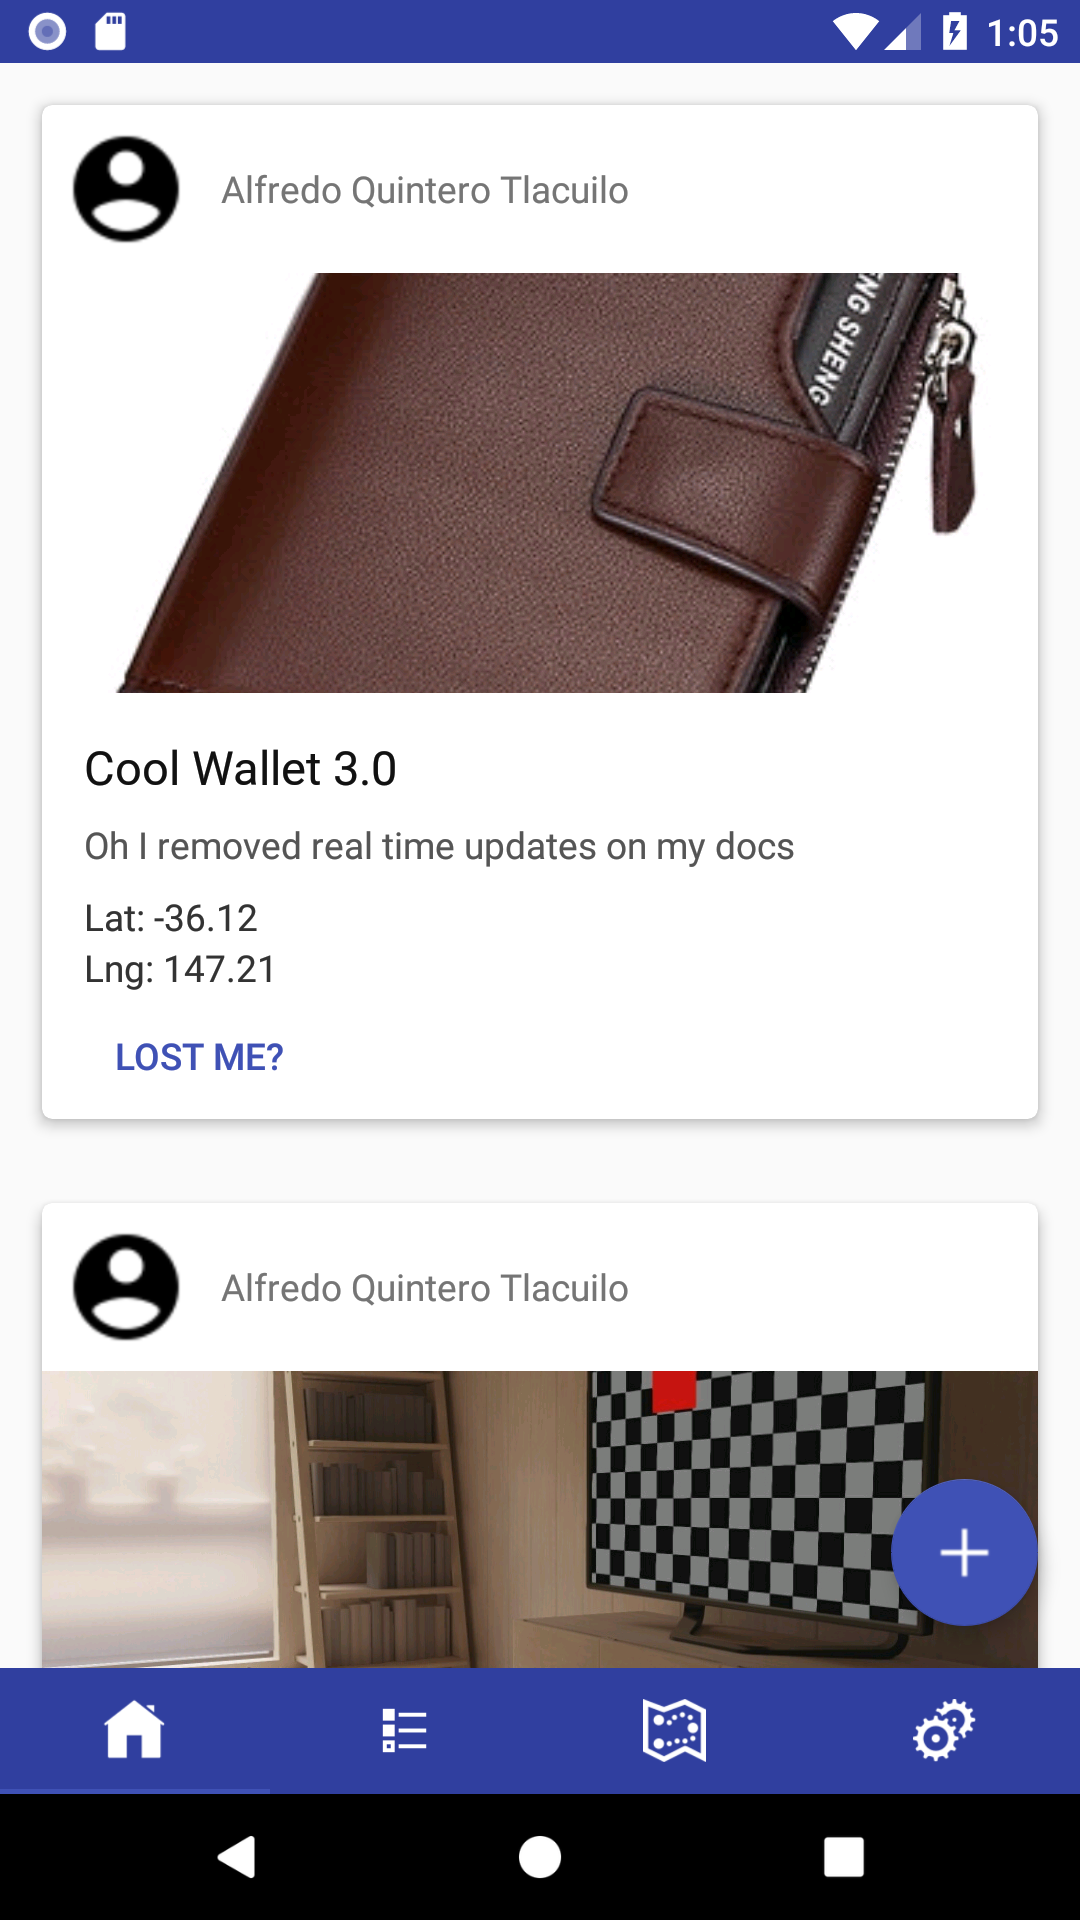 1:05
Alfredo Quintero Tlacuilo
ENG SHENG
Cool Wallet 3.0
Oh I removed real time updates on my docs
Lat: -36.12
Lng: 147.21
LOST ME?
Alfredo Quintero Tlacuilo